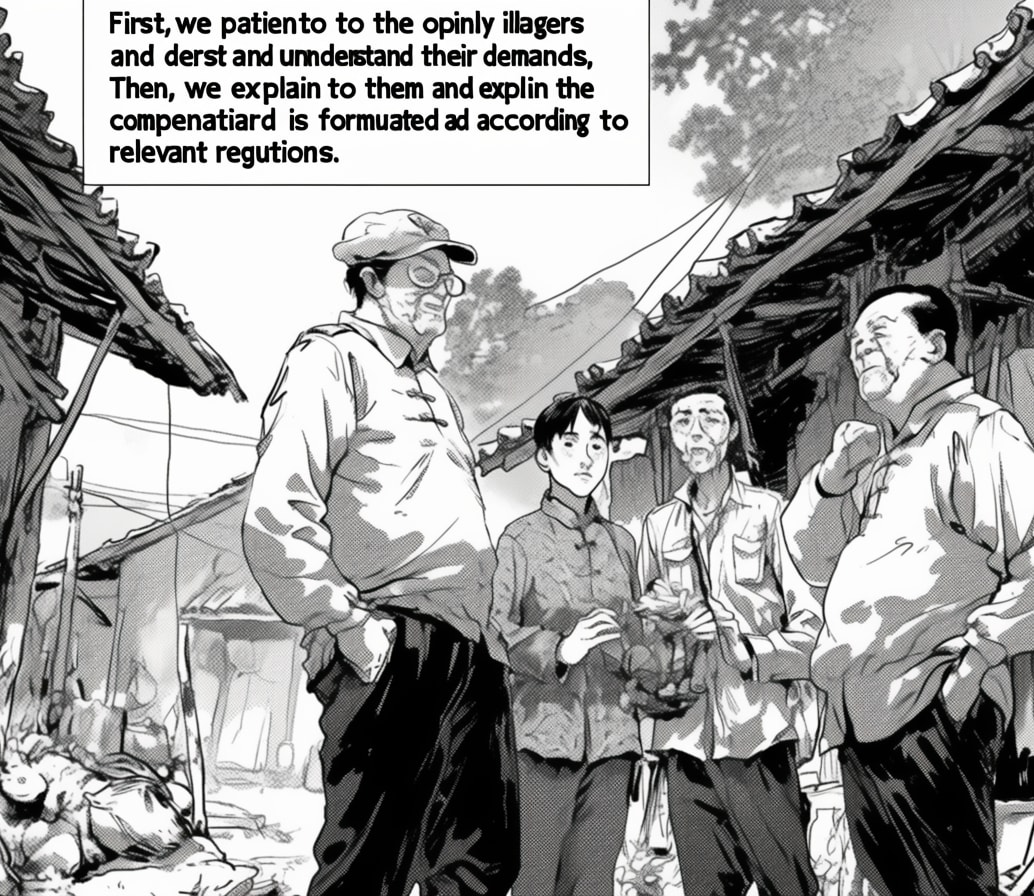 First, we patiento to the opinly illagers
and derst and unnderstand their demands,
Then, we explain to them and explin the
compenatiard is formuated ad according to
relevant regutions.